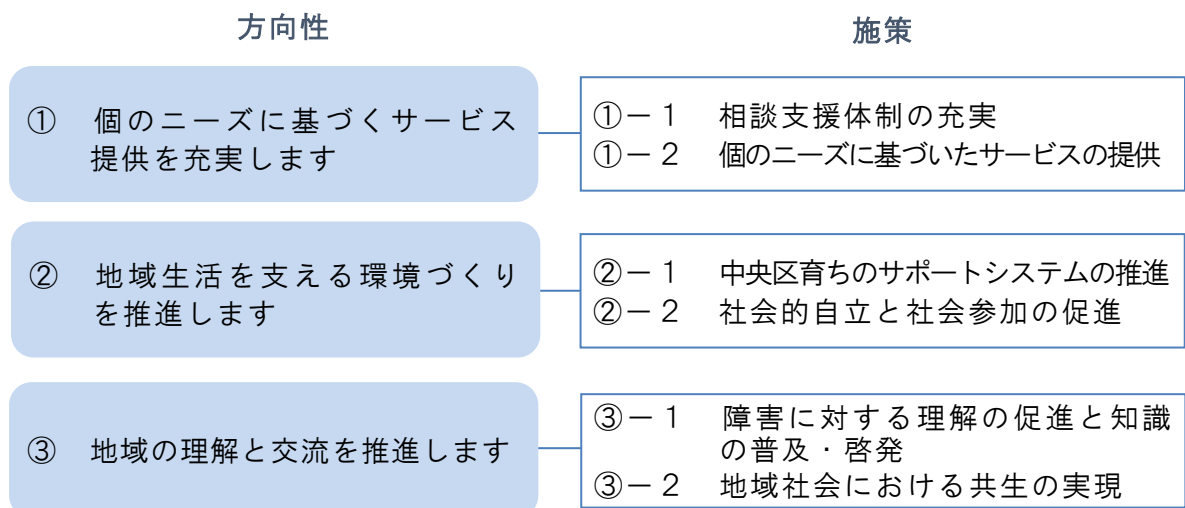 方向性
施策
① 個のニーズに基づくサービス
提供を充実します
①－１ 相談支援体制の充実
①－２ 個のニーズに基づいたサービスの提供
② 地域生活を支える環境づくり
を推進します
②－１ 中央区育ちのサポートシステムの推進
②－２ 社会的自立と社会参加の促進
③ 地域の理解と交流を推進します
③－１ 障害に対する理解の促進と知識
の普及・啓発
③－２ 地域社会における共生の実現